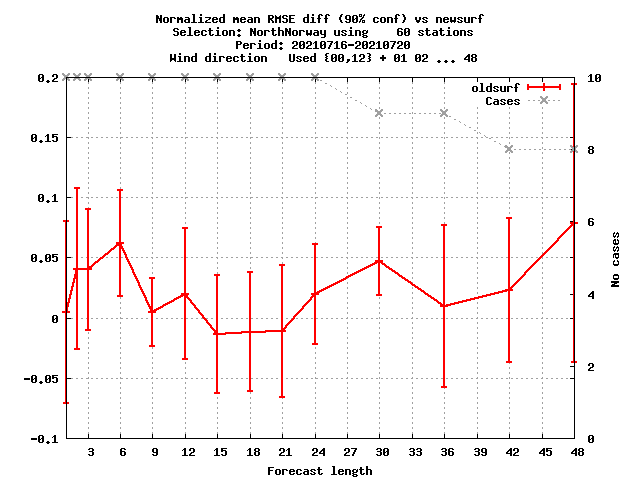 Normalized mean RMSE diff (90% conf) vs newsurf
Selection: NorthNorway using    60 stations
Period: 20210716-20210720
Wind direction   Used {00,12} + 01 02 ... 48
oldsurf
Cases
0.2
0.15
0.1
0.05
0
-0.05
-0.1
10
8
6
4
2
0
No cases
3 6 9 12 15 18 21 24 27 30 33 36 39 42 45 48
Forecast length